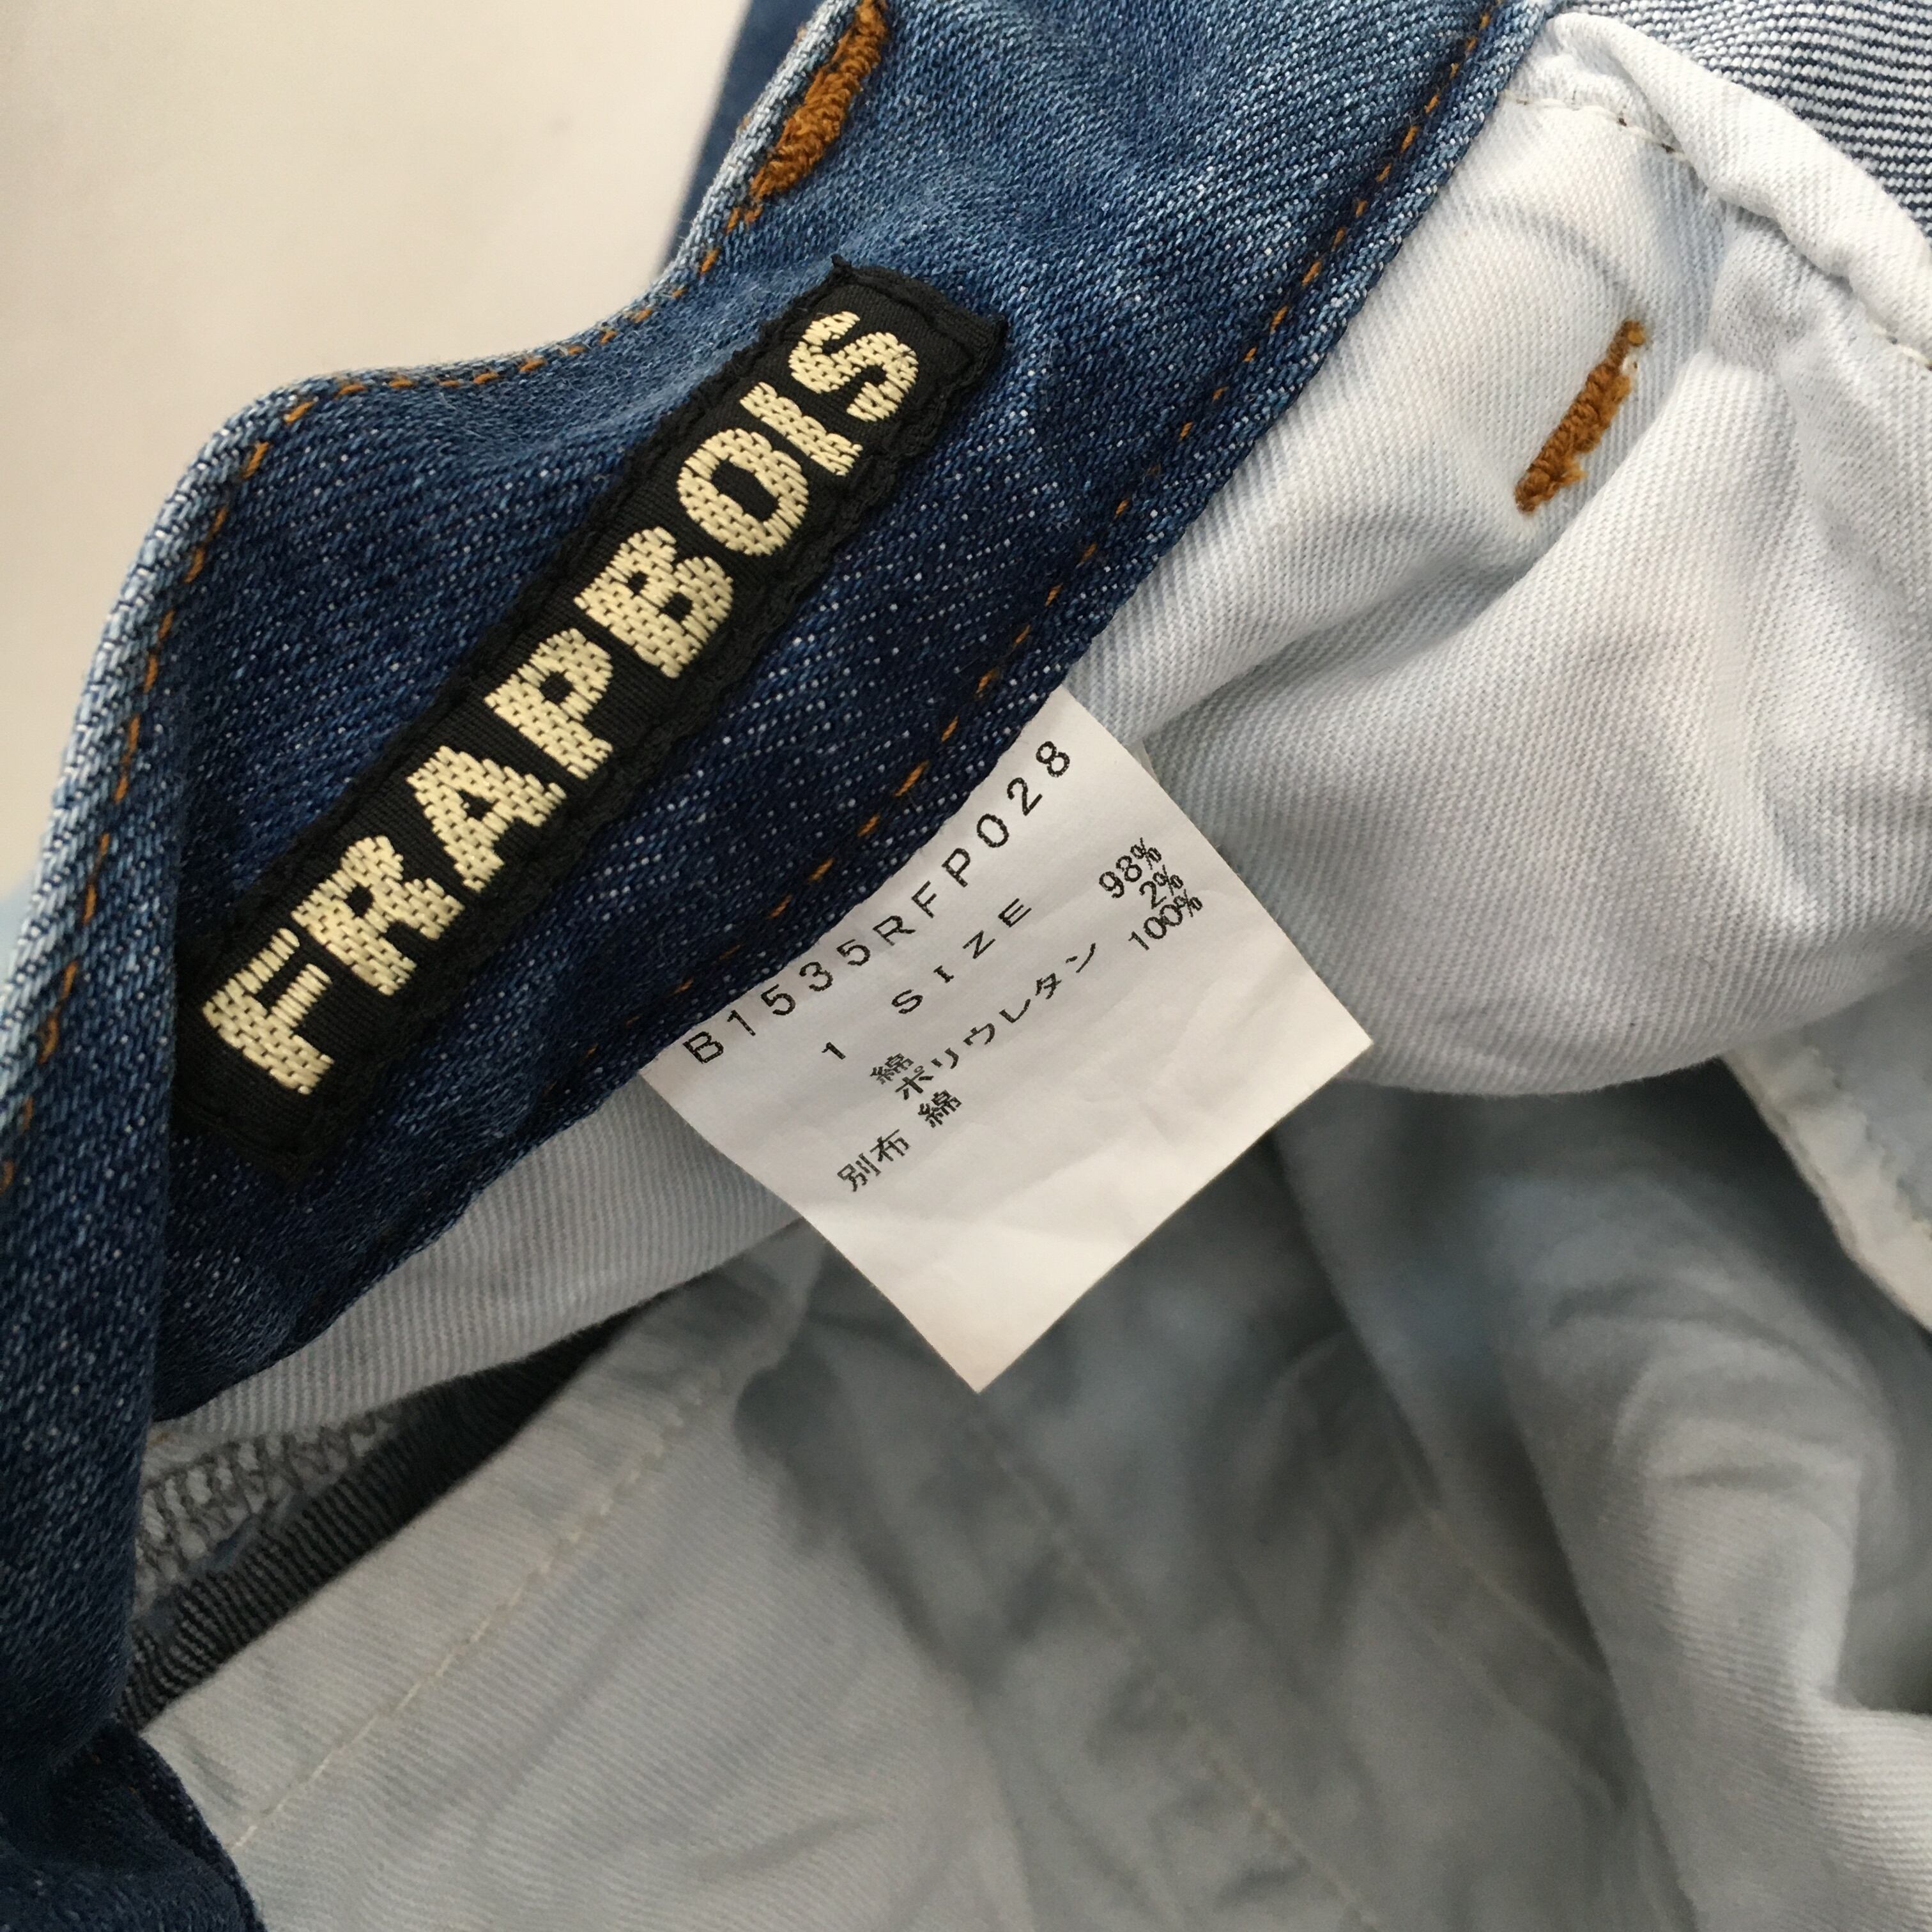 FRAPBOIS
B1535RFP028
1 SIZE
綿 98%
ポリウレタン 2%
別布 綿 100%